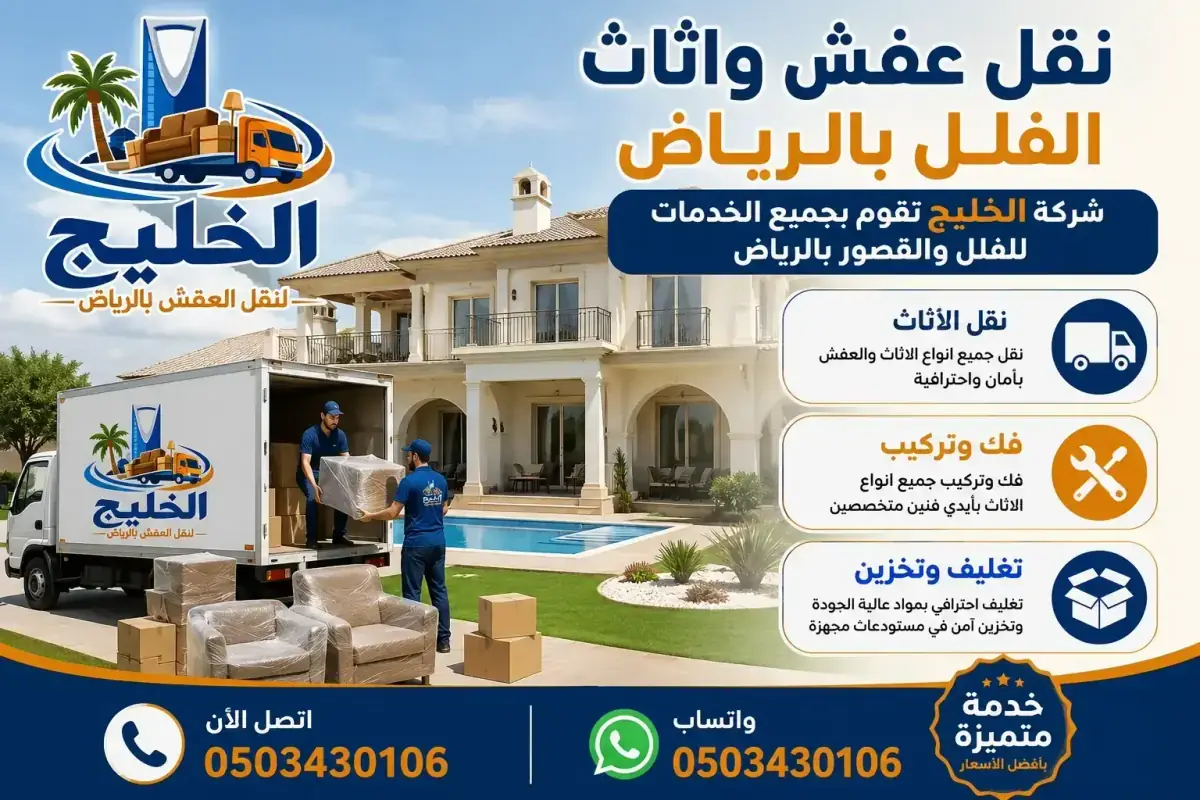 نقل عفش واثاث
الفلل بالرياض
شركة الخليج تقوم بجميع الخدمات
للفلل والقصور بالرياض
الخليج
لنقل العقش بالرياض
نقل الأثاث
نقل جميع انواع الاثاث والعفش
بأمان واحترافية
فك وتركيب
فك وتركيب جميع انواع
الاثاث بأيدي فنين متخصصين
تغليف وتخزين
تغليف احترافي بمواد عالية الجودة
وتخزين آمن في مستودعات مجهزة
الخليج
لنقل العفش بالرياض
اتصل الأن
0503430106
واتساب
0503430106
خدمة
متميزة
بأفضل الأسعار